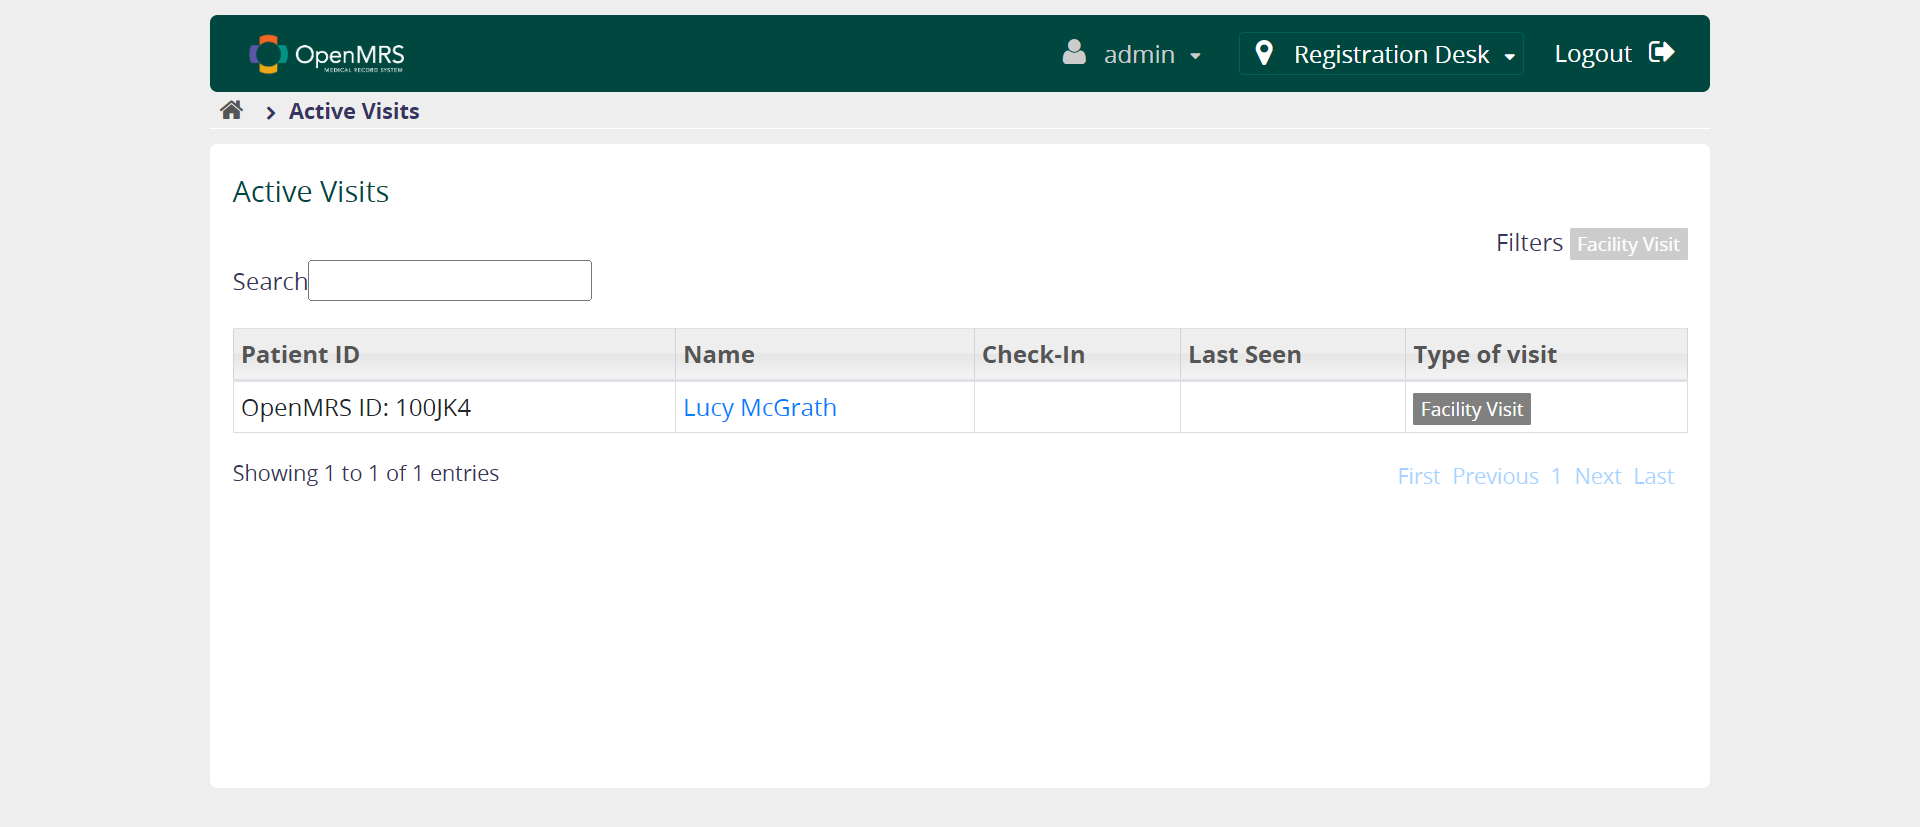 OpenMRS
MEDICAL RECORD SYSTEM
admin
Registration Desk
Logout
Active Visits
Active Visits
Filters Facility Visit
Search
Patient ID Name Check-In Last Seen Type of visit
OpenMRS ID: 100JK4 Lucy McGrath Facility Visit
Showing 1 to 1 of 1 entries
First Previous 1 Next Last